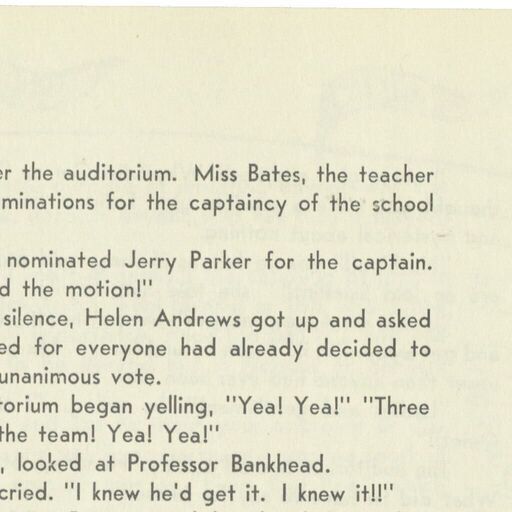 er the auditorium. Miss Bates, the teacher
minations for the captaincy of the school
nominated Jerry Parker for the captain.
d the motion!"
silence, Helen Andrews got up and asked
ed for everyone had already decided to
unanimous vote.
torium began yelling, "Yea! Yea!" "Three
the team! Yea! Yea!"
, looked at Professor Bankhead.
cried. "I knew he'd get it. I knew it!!"